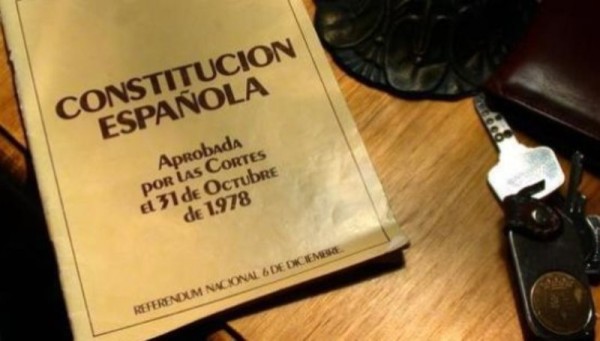 CONSTITUCION
ESPAÑOLA
APROBADA
POR LAS CORTES
EL 31 DE OCTUBRE
DE 1.978
REFERENDUM NACIONAL 6 DE DICIEMBRE.